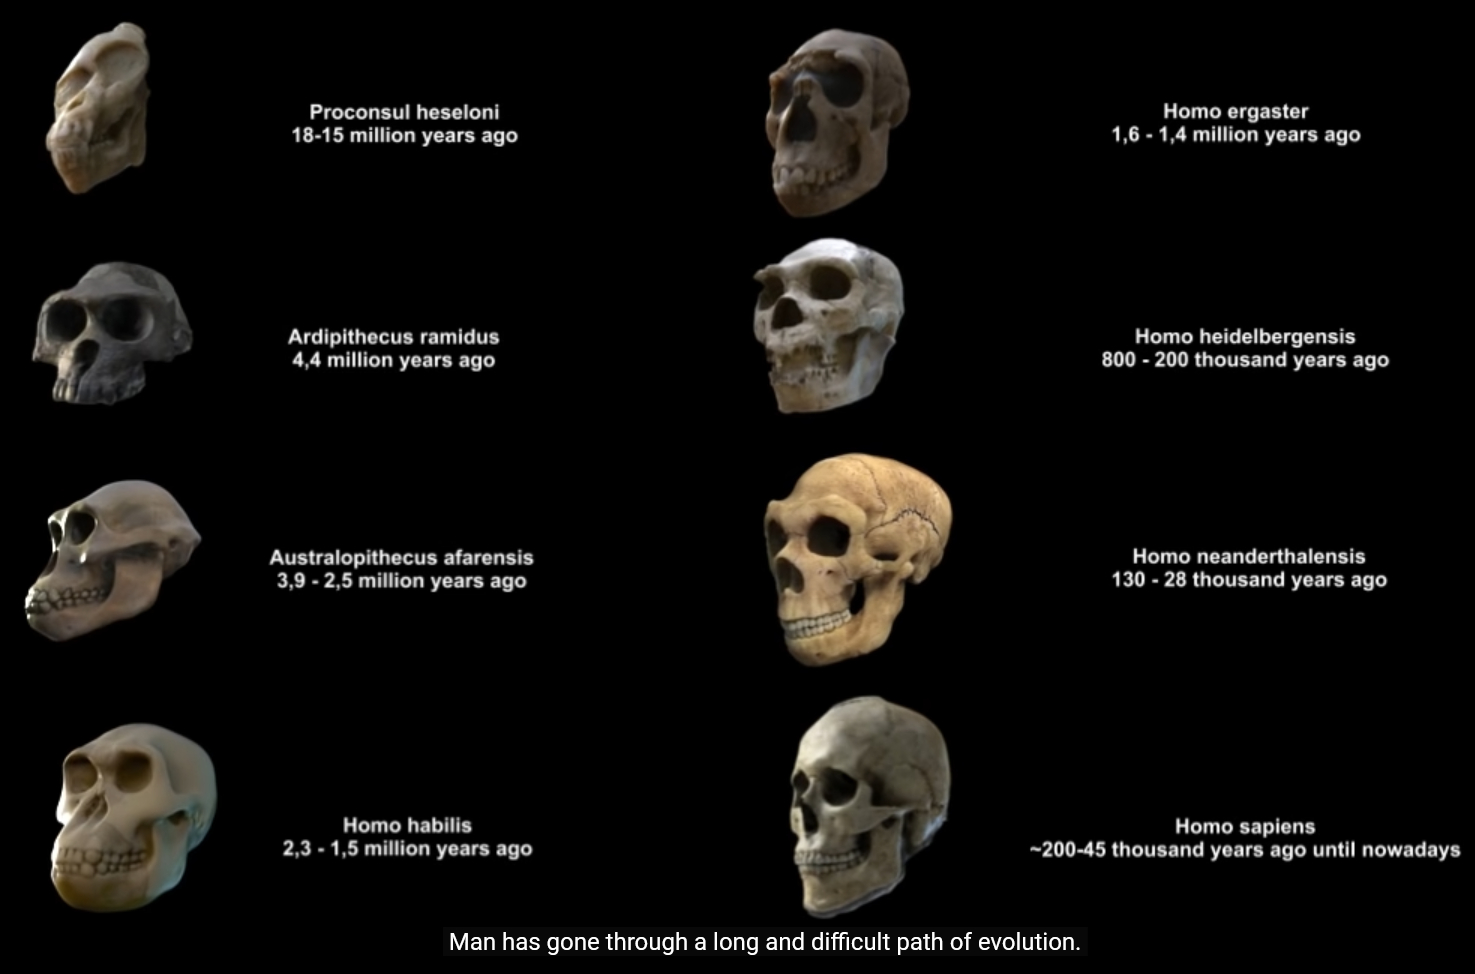 Proconsul heseloni
18-15 million years ago
Ardipithecus ramidus
4,4 million years ago
Australopithecus afarensis
3,9 - 2,5 million years ago
Homo habilis
2,3 - 1,5 million years ago
Homo ergaster
1,6 - 1,4 million years ago
Homo heidelbergensis
800 - 200 thousand years ago
Homo neanderthalensis
130 - 28 thousand years ago
Homo sapiens
~200-45 thousand years ago until nowadays
Man has gone through a long and difficult path of evolution.